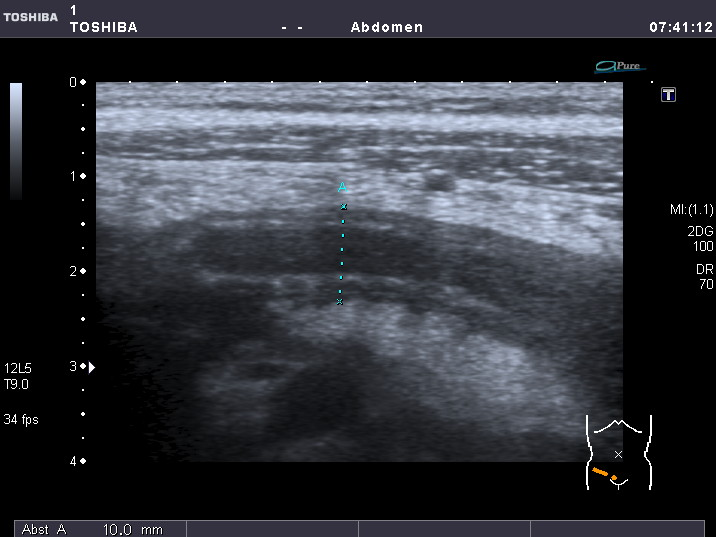 TOSHIBA
1
TOSHIBA - - Abdomen 07:41:12
aPure
T
0
1
A
2
3
4
MI:(1.1)
2DG
100
DR
70
12L5
T9.0
34 fps
Abst A 10.0 mm